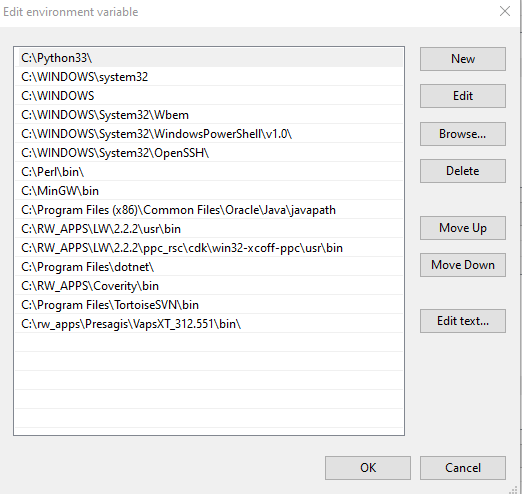 Edit environment variable
C:\Python33\
New
C:\WINDOWS\system32
C:\WINDOWS
Edit
C:\WINDOWS\System32\Wbem
C:\WINDOWS\System32\WindowsPowerShell\v1.0\
Browse...
C:\WINDOWS\System32\OpenSSH\
C:\Perl\bin\
Delete
C:\MinGW\bin
C:\Program Files (x86)\Common Files\Oracle\Java\javapath
C:\RW_APPS\LW\2.2.2\usr\bin
Move Up
C:\RW_APPS\LW\2.2.2\ppc_rsc\cdk\win32-xcoff-ppc\usr\bin
C:\Program Files\dotnet\
Move Down
C:\RW_APPS\Coverity\bin
C:\Program Files\TortoiseSVN\bin
C:\rw_apps\Presagis\VapsXT_312.551\bin\
Edit text...
OK
Cancel